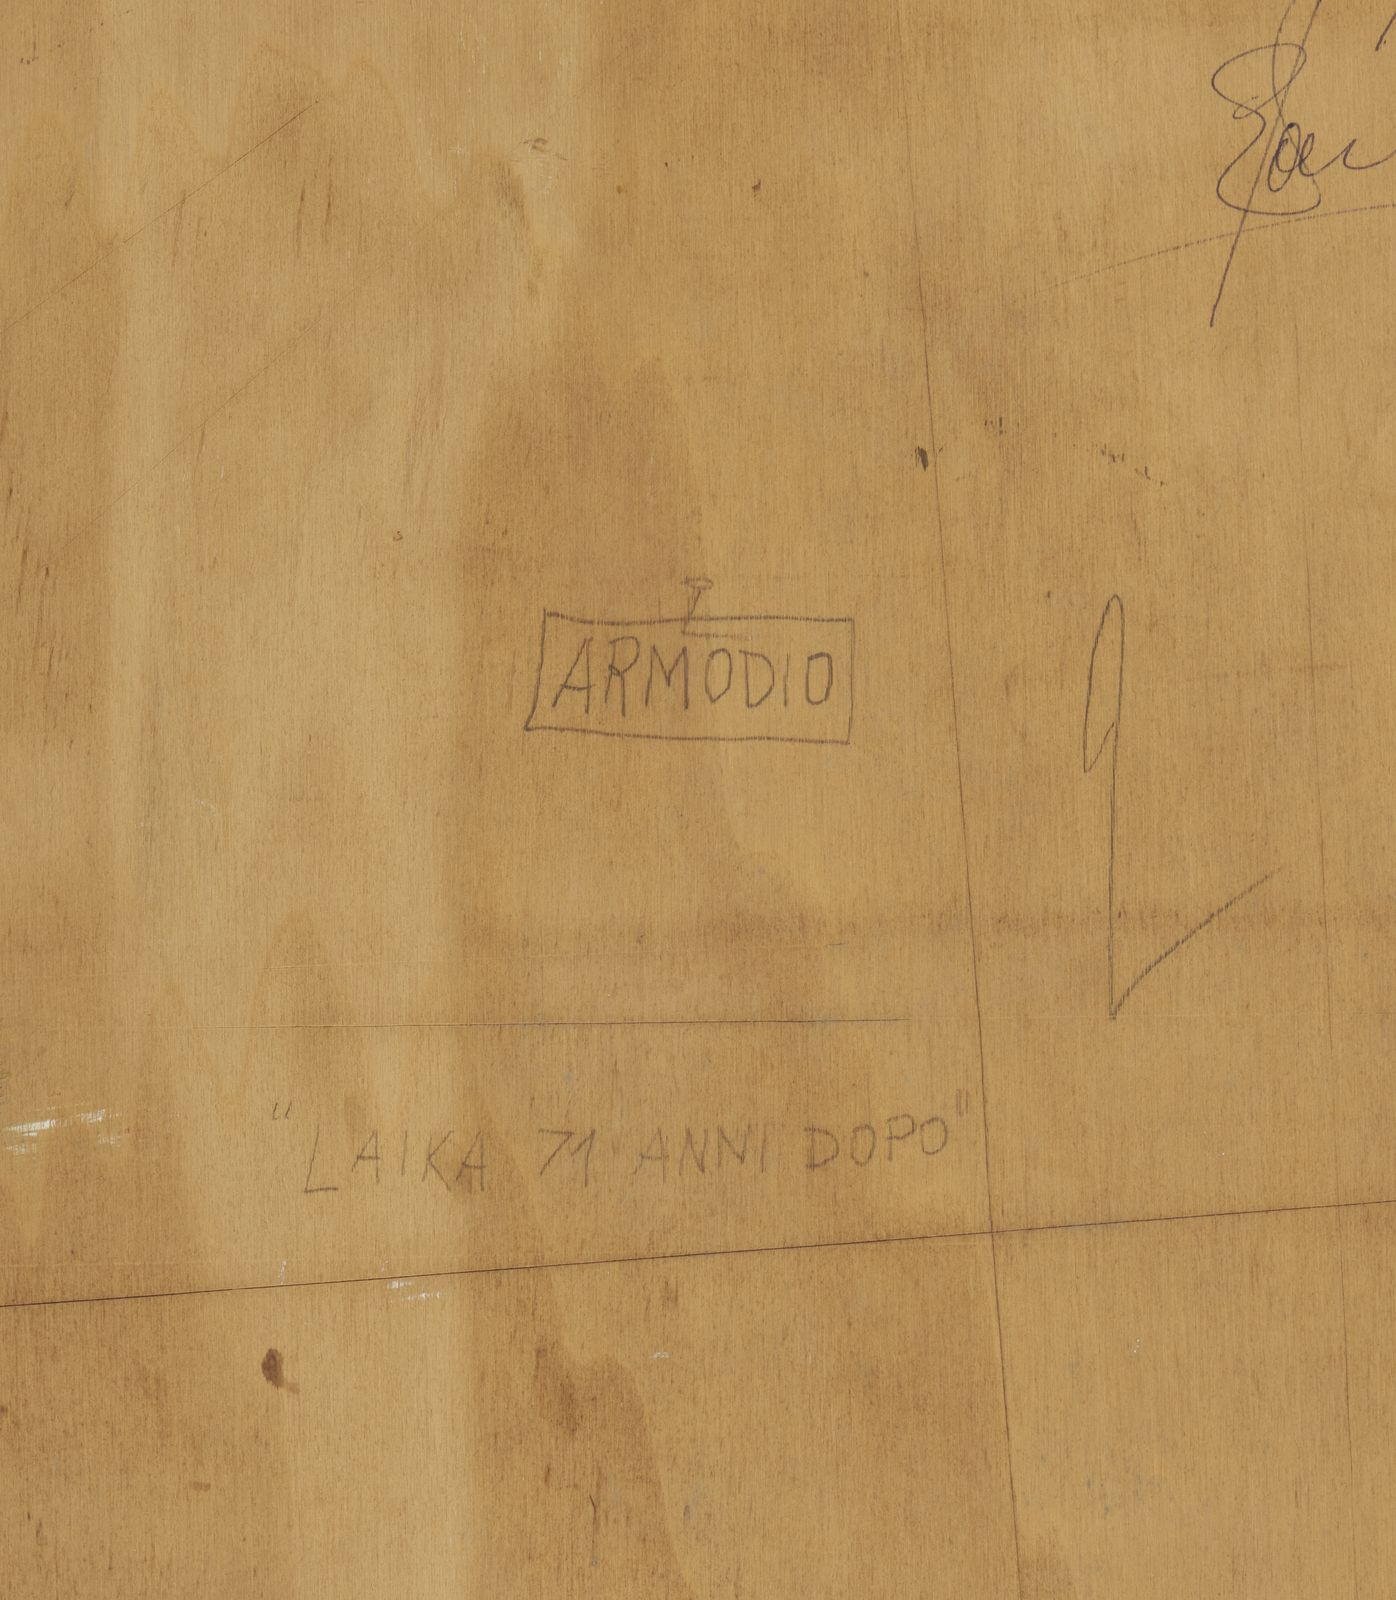 ARMODIO
"LAIKA 71 ANNI DOPO"